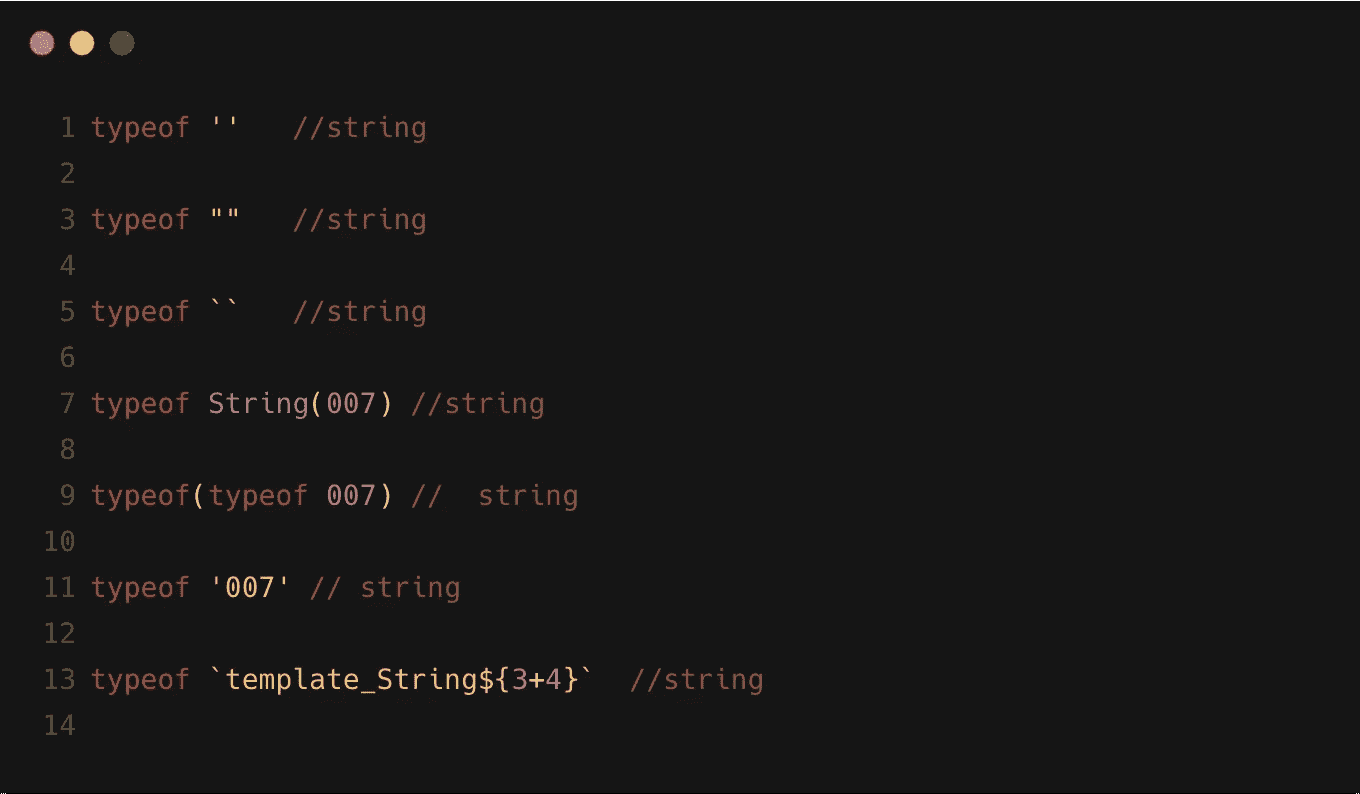 1 typeof ''   //string
2
3 typeof ""   //string
4
5 typeof ``   //string
6
7 typeof String(007) //string
8
9 typeof(typeof 007) //  string
10
11 typeof '007' // string
12
13 typeof `template_String${3+4}`  //string
14